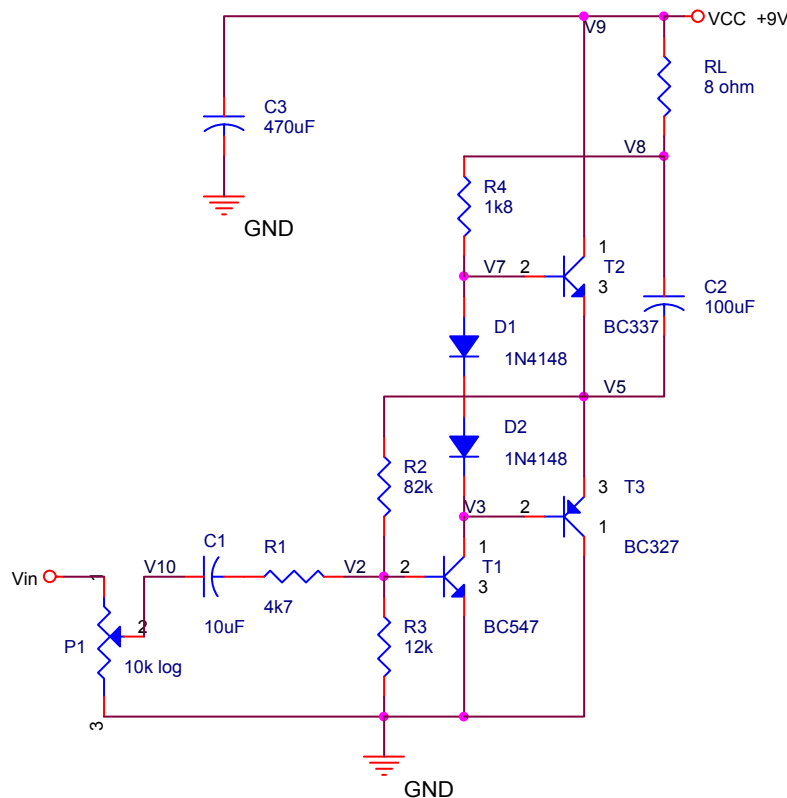 VCC +9V
V9
RL
8 ohm
C3
470uF
V8
R4
1k8
GND
1
V7
2
T2
3
C2
100uF
D1
BC337
1N4148
V5
D2
1N4148
R2
82k
3
T3
V3
2
1
C1
R1
BC327
V10
V2
2
1
T1
3
Vin
1
4k7
10uF
2
R3
12k
BC547
P1
10k log
3
GND